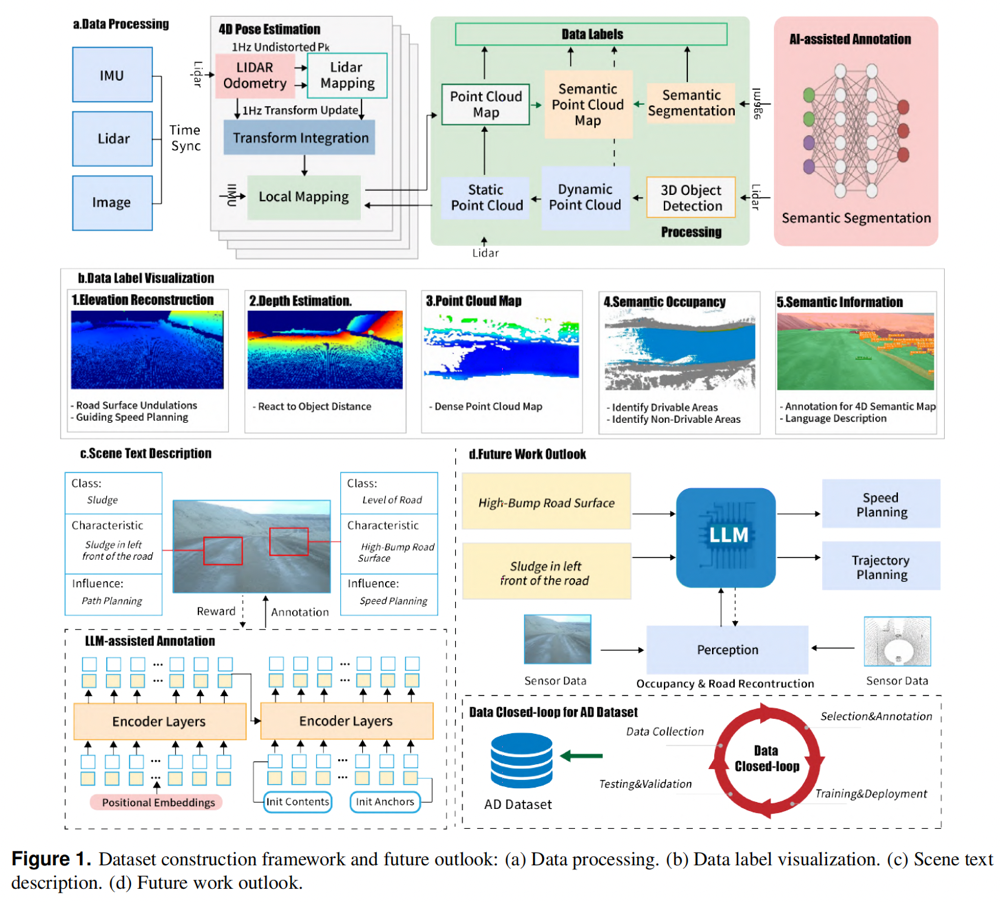 a.Data Processing
IMU
Lidar
Image
Time
Sync
4D Pose Estimation
1Hz Undistorted Pk
Lidar
LIDAR
Odometry
Lidar
Mapping
1Hz Transform Update
Transform Integration
IIMU
Local Mapping
Data Labels
Point Cloud
Map
Semantic
Point Cloud
Map
Semantic
Segmentation
Static
Point Cloud
Dynamic
Point Cloud
3D Object
Detection
Processing
Lidar
Lidar
AI-assisted Annotation
Semantic Segmentation
b.Data Label Visualization
1.Elevation Reconstruction
- Road Surface Undulations
- Guiding Speed Planning
2.Depth Estimation.
- React to Object Distance
3.Point Cloud Map
- Dense Point Cloud Map
4.Semantic Occupancy
- Identify Drivable Areas
- Identify Non-Drivable Areas
5.Semantic Information
- Annotation for 4D Semantic Map
- Language Description
c.Scene Text Description
Class:
Sludge
Characteristic
Sludge in left
front of the road
Influence:
Path Planning
Class:
Level of Road
Characteristic
High-Bump Road
Surface
Influence:
Speed Planning
Reward
Annotation
LLM-assisted Annotation
...
...
Encoder Layers
Encoder Layers
...
...
Positional Embeddings
Init Contents
Init Anchors
d.Future Work Outlook
High-Bump Road Surface
Sludge in left
front of the road
LLM
Speed
Planning
Trajectory
Planning
Sensor Data
Perception
Occupancy & Road Recontruction
Sensor Data
Data Closed-loop for AD Dataset
AD Dataset
Data Collection
Selection&Annotation
Data
Closed-loop
Testing&Validation
Training&Deployment
Figure 1. Dataset construction framework and future outlook: (a) Data processing. (b) Data label visualization. (c) Scene text
description. (d) Future work outlook.